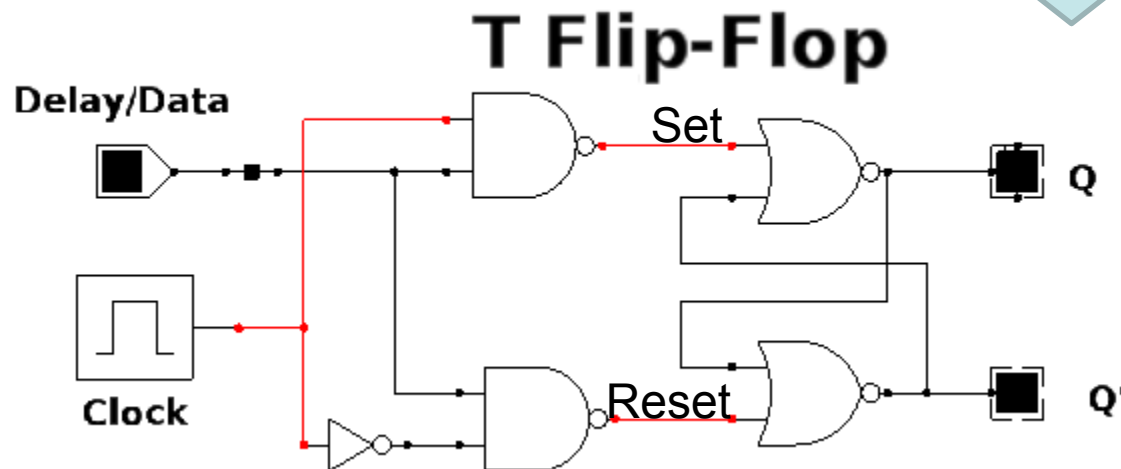 T Flip-Flop
Delay/Data
Set
Q
Clock
Reset
Q'